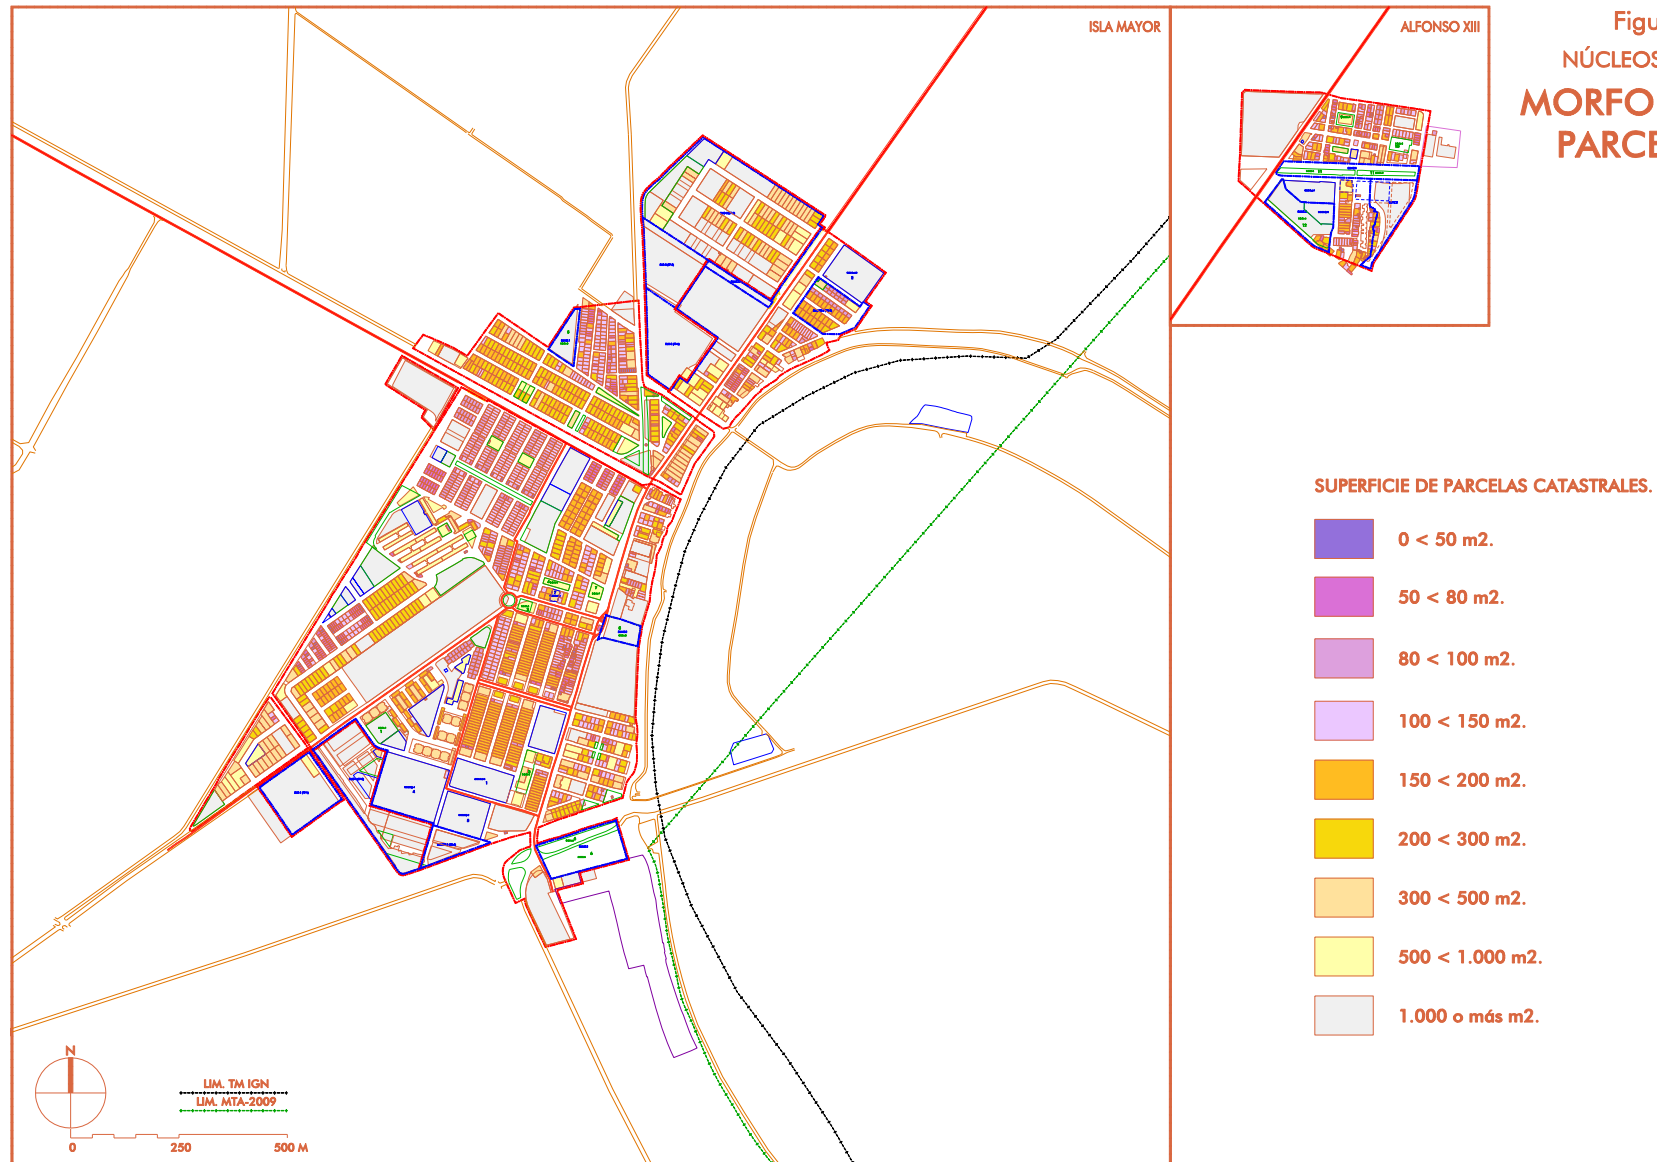 ISLA MAYOR
ALFONSO XIII
Figu
NÚCLEOS
MORFO
PARCE
SUPERFICIE DE PARCELAS CATASTRALES.
0 < 50 m2.
50 < 80 m2.
80 < 100 m2.
100 < 150 m2.
150 < 200 m2.
200 < 300 m2.
300 < 500 m2.
500 < 1.000 m2.
1.000 o más m2.
N
LIM. TM IGN
LIM. MTA-2009
0 250 500 M